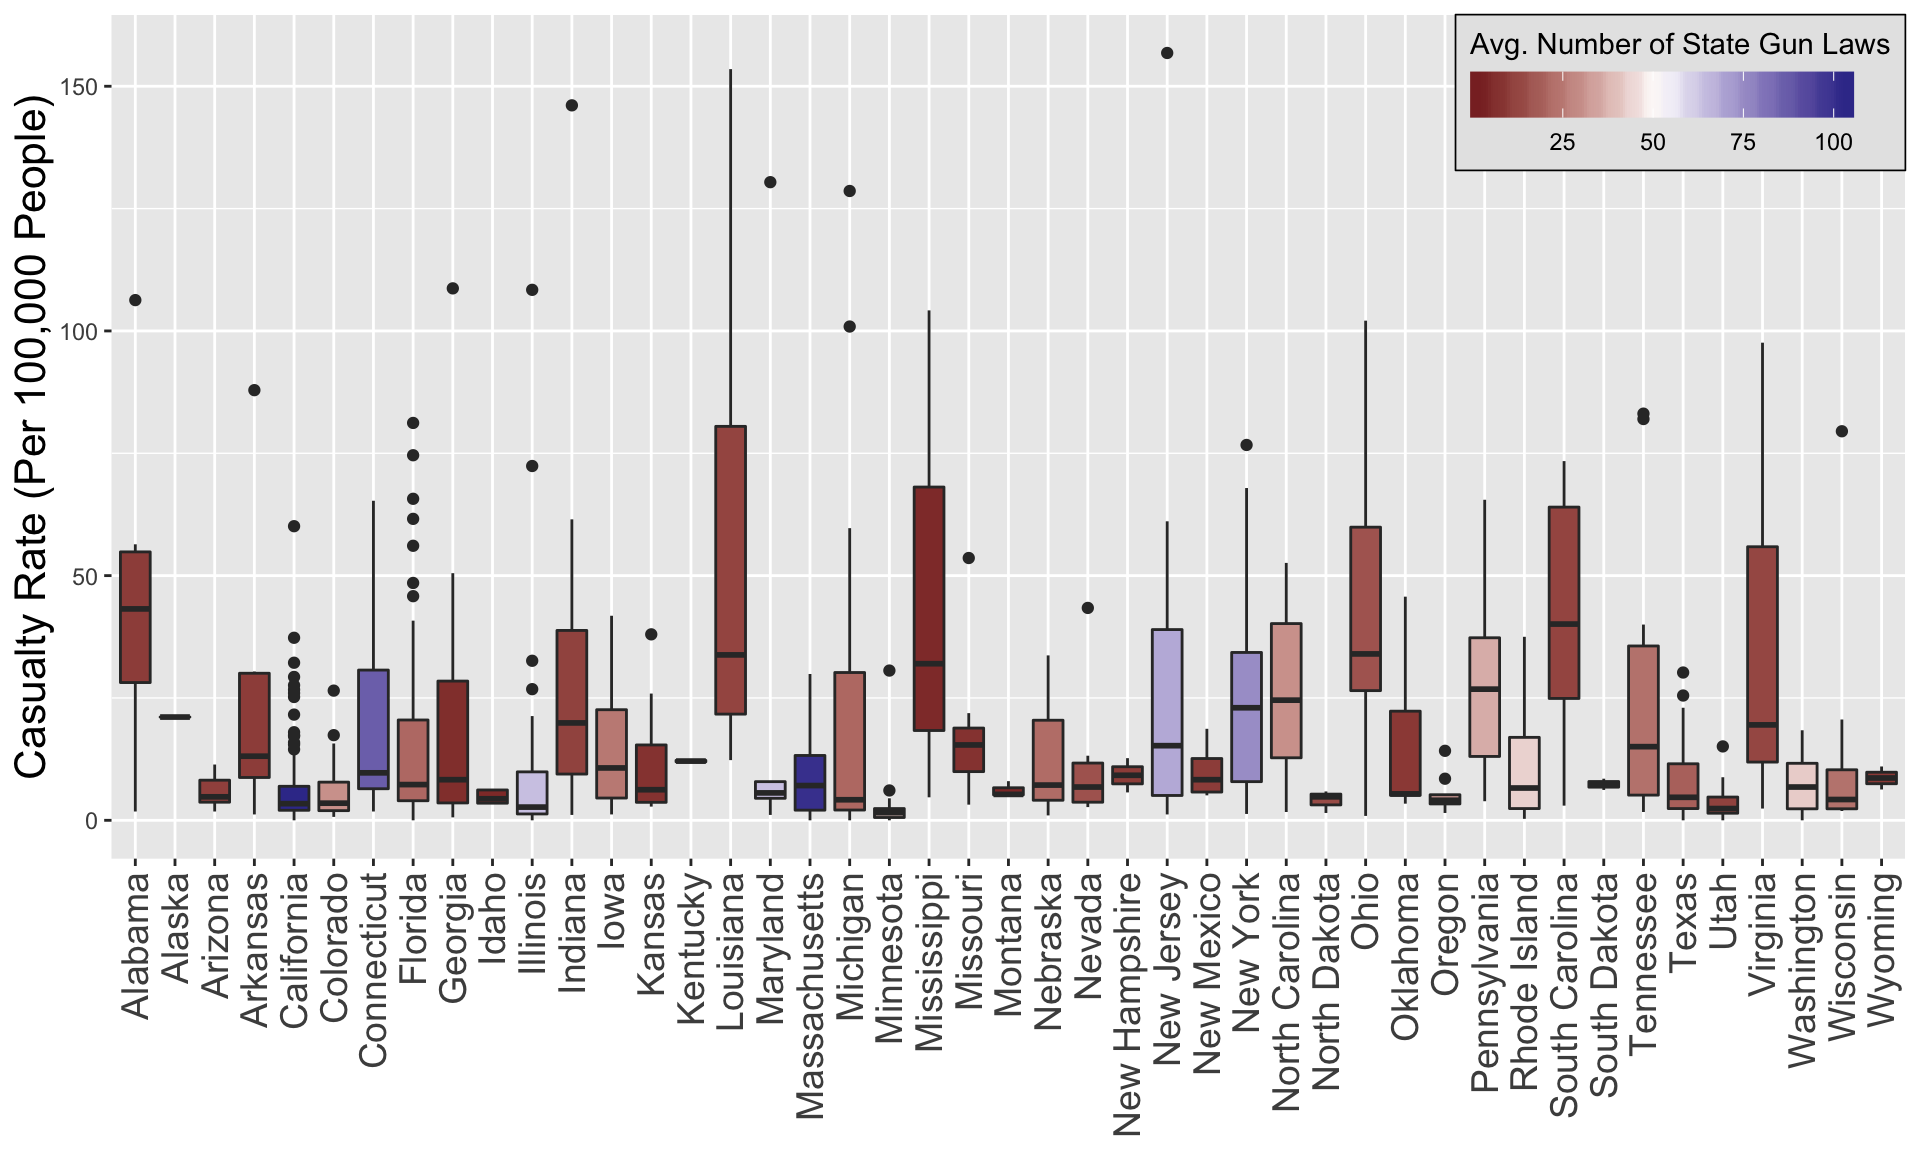 Avg. Number of State Gun Laws
25 50 75 100
Casualty Rate (Per 100,000 People)
150
100
50
0
Alabama
Alaska
Arizona
Arkansas
California
Colorado
Connecticut
Florida
Georgia
Idaho
Illinois
Indiana
Iowa
Kansas
Kentucky
Louisiana
Maryland
Massachusetts
Michigan
Minnesota
Mississippi
Missouri
Montana
Nebraska
Nevada
New Hampshire
New Jersey
New Mexico
New York
North Carolina
North Dakota
Ohio
Oklahoma
Oregon
Pennsylvania
Rhode Island
South Carolina
South Dakota
Tennessee
Texas
Utah
Virginia
Washington
Wisconsin
Wyoming